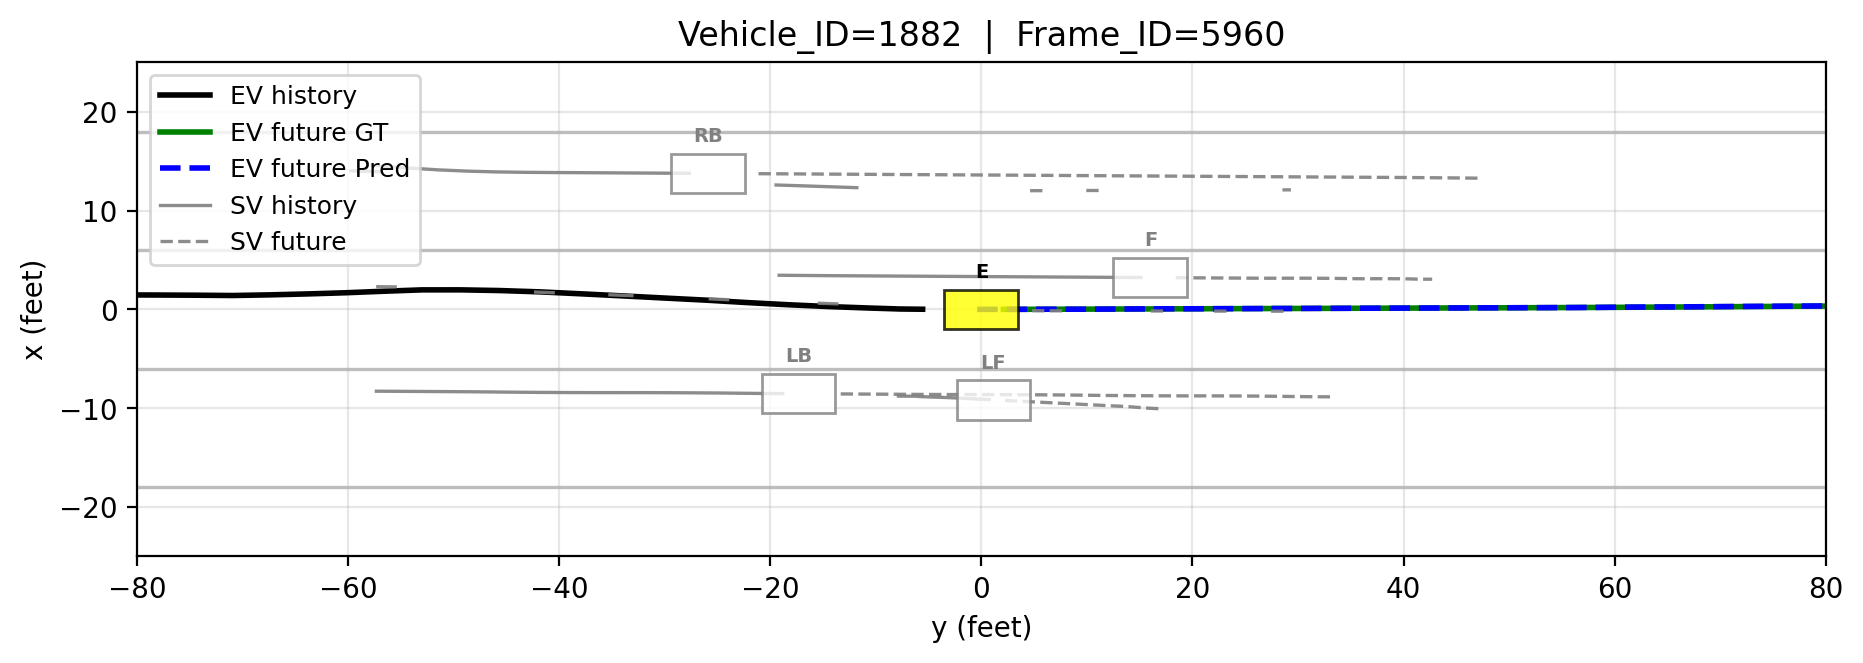 Vehicle_ID=1882 | Frame_ID=5960
EV history
EV future GT
EV future Pred
SV history
SV future
RB
F
E
LB
LF
20
10
0
−10
−20
x (feet)
−80
−60
−40
−20
0
20
40
60
80
y (feet)